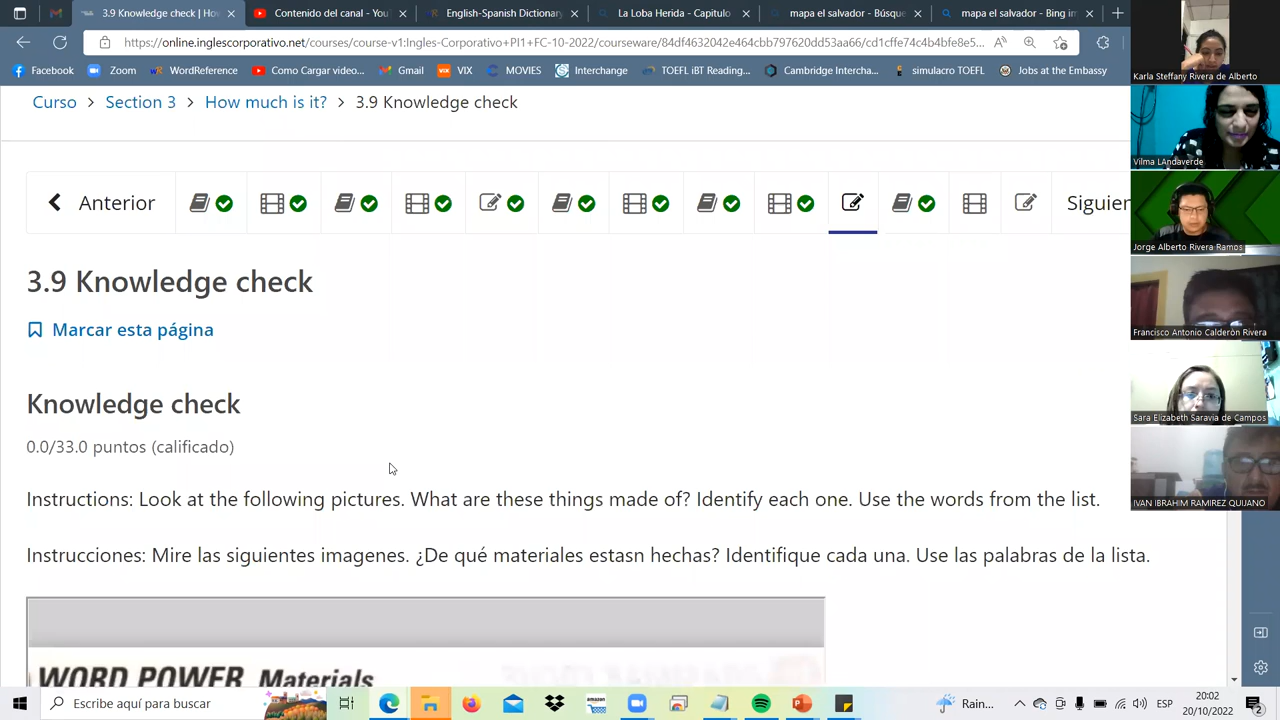 3.9 Knowledge check | Ho
Contenido del canal - You
English-Spanish Dictionary
La Loba Herida - Capitulo
mapa el salvador - Búsque
mapa el salvador - Bing im
https://online.inglescorporativo.net/courses/course-v1:Ingles-Corporativo+PI1+FC-10-2022/courseware/84df4632042e464cbb797620dd53aa66/cd1cffe74c4b4bfe8e5...
Facebook
Zoom
WordReference
Como Cargar video...
Gmail
VIX
MOVIES
Interchange
TOEFL iBT Reading...
Cambridge Intercha...
simulacro TOEFL
Jobs at the Embassy
Curso > Section 3 > How much is it? > 3.9 Knowledge check
Anterior
Siguien
3.9 Knowledge check
Marcar esta página
Knowledge check
0.0/33.0 puntos (calificado)
Instructions: Look at the following pictures. What are these things made of? Identify each one. Use the words from the list.
Instrucciones: Mire las siguientes imagenes. ¿De qué materiales estasn hechas? Identifique cada una. Use las palabras de la lista.
WORD POWER Materials
Karla Steffany Rivera de Alberto
Vilma LAndaverde
Jorge Alberto Rivera Ramos
Francisco Antonio Calderón Rivera
Sara Elizabeth Saravia de Campos
IVAN IBRAHIM RAMIREZ QUIJANO
Escribe aquí para buscar
Rain...
ESP
20:02
20/10/2022
2